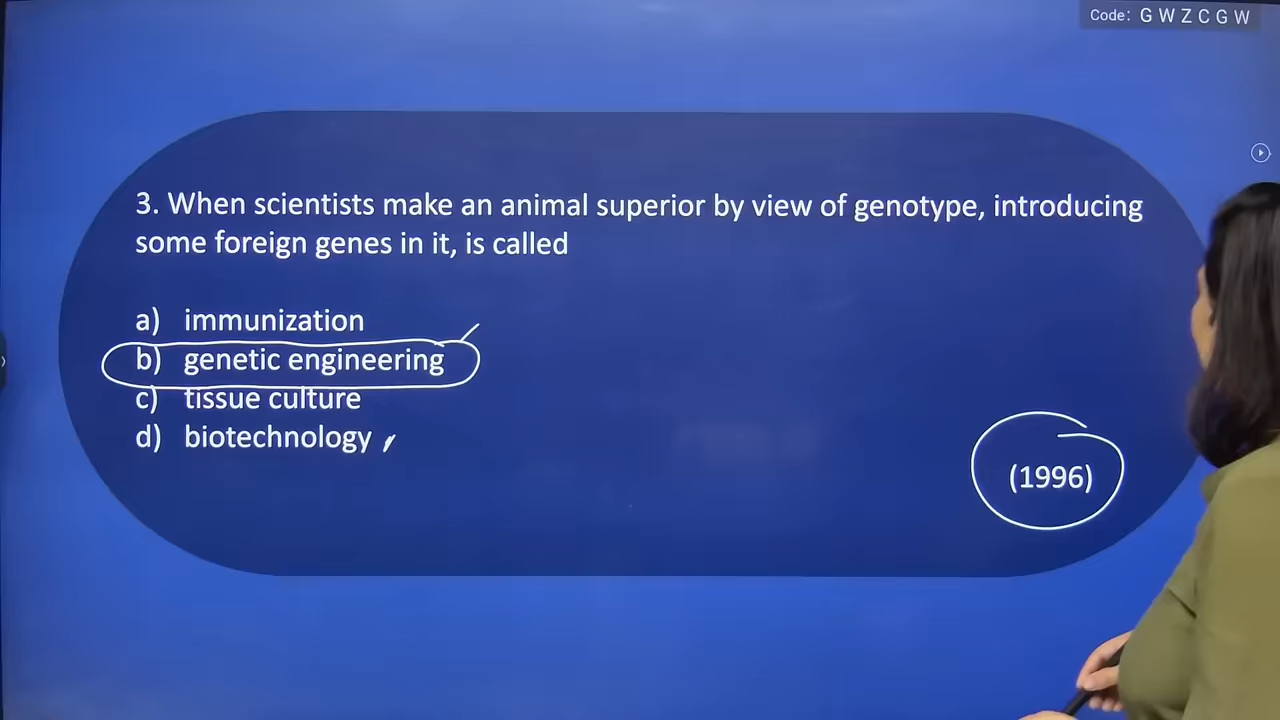 Code: G W Z C G W
3. When scientists make an animal superior by view of genotype, introducing
some foreign genes in it, is called
a) immunization
b) genetic engineering
c) tissue culture
d) biotechnology
(1996)